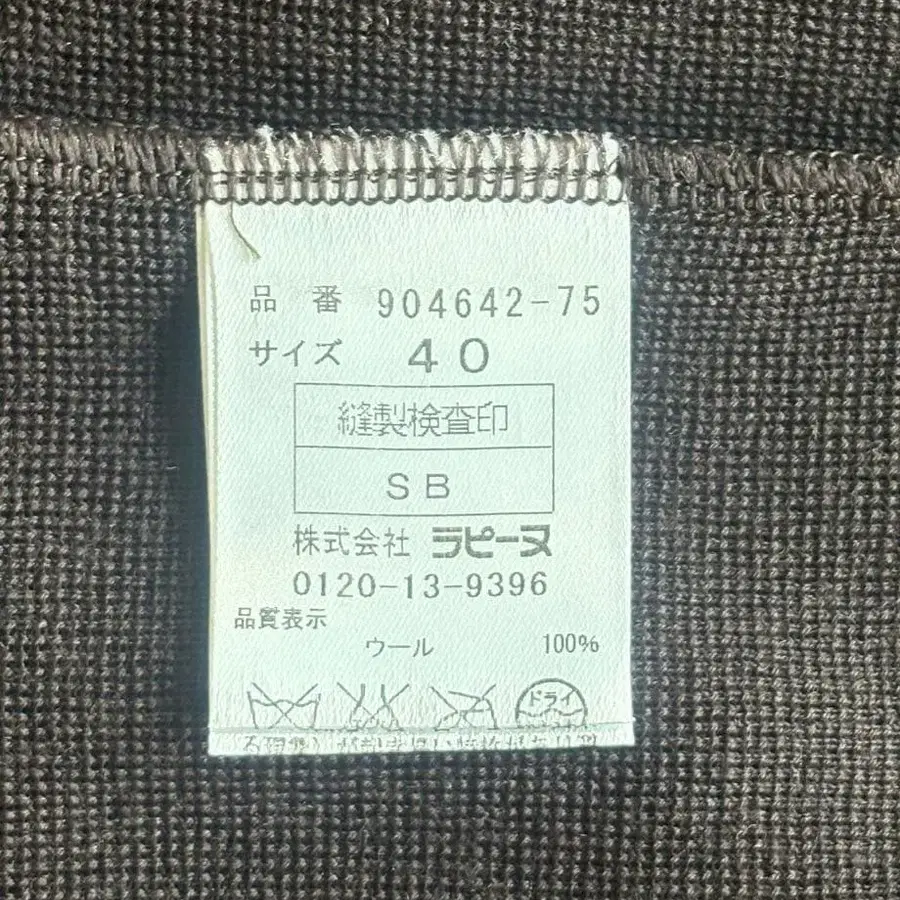 品番 904642-75
サイズ 40
縫製検査印
SB
株式会社 ラピーヌ
0120-13-9396
品質表示
ウール 100%
ドライ